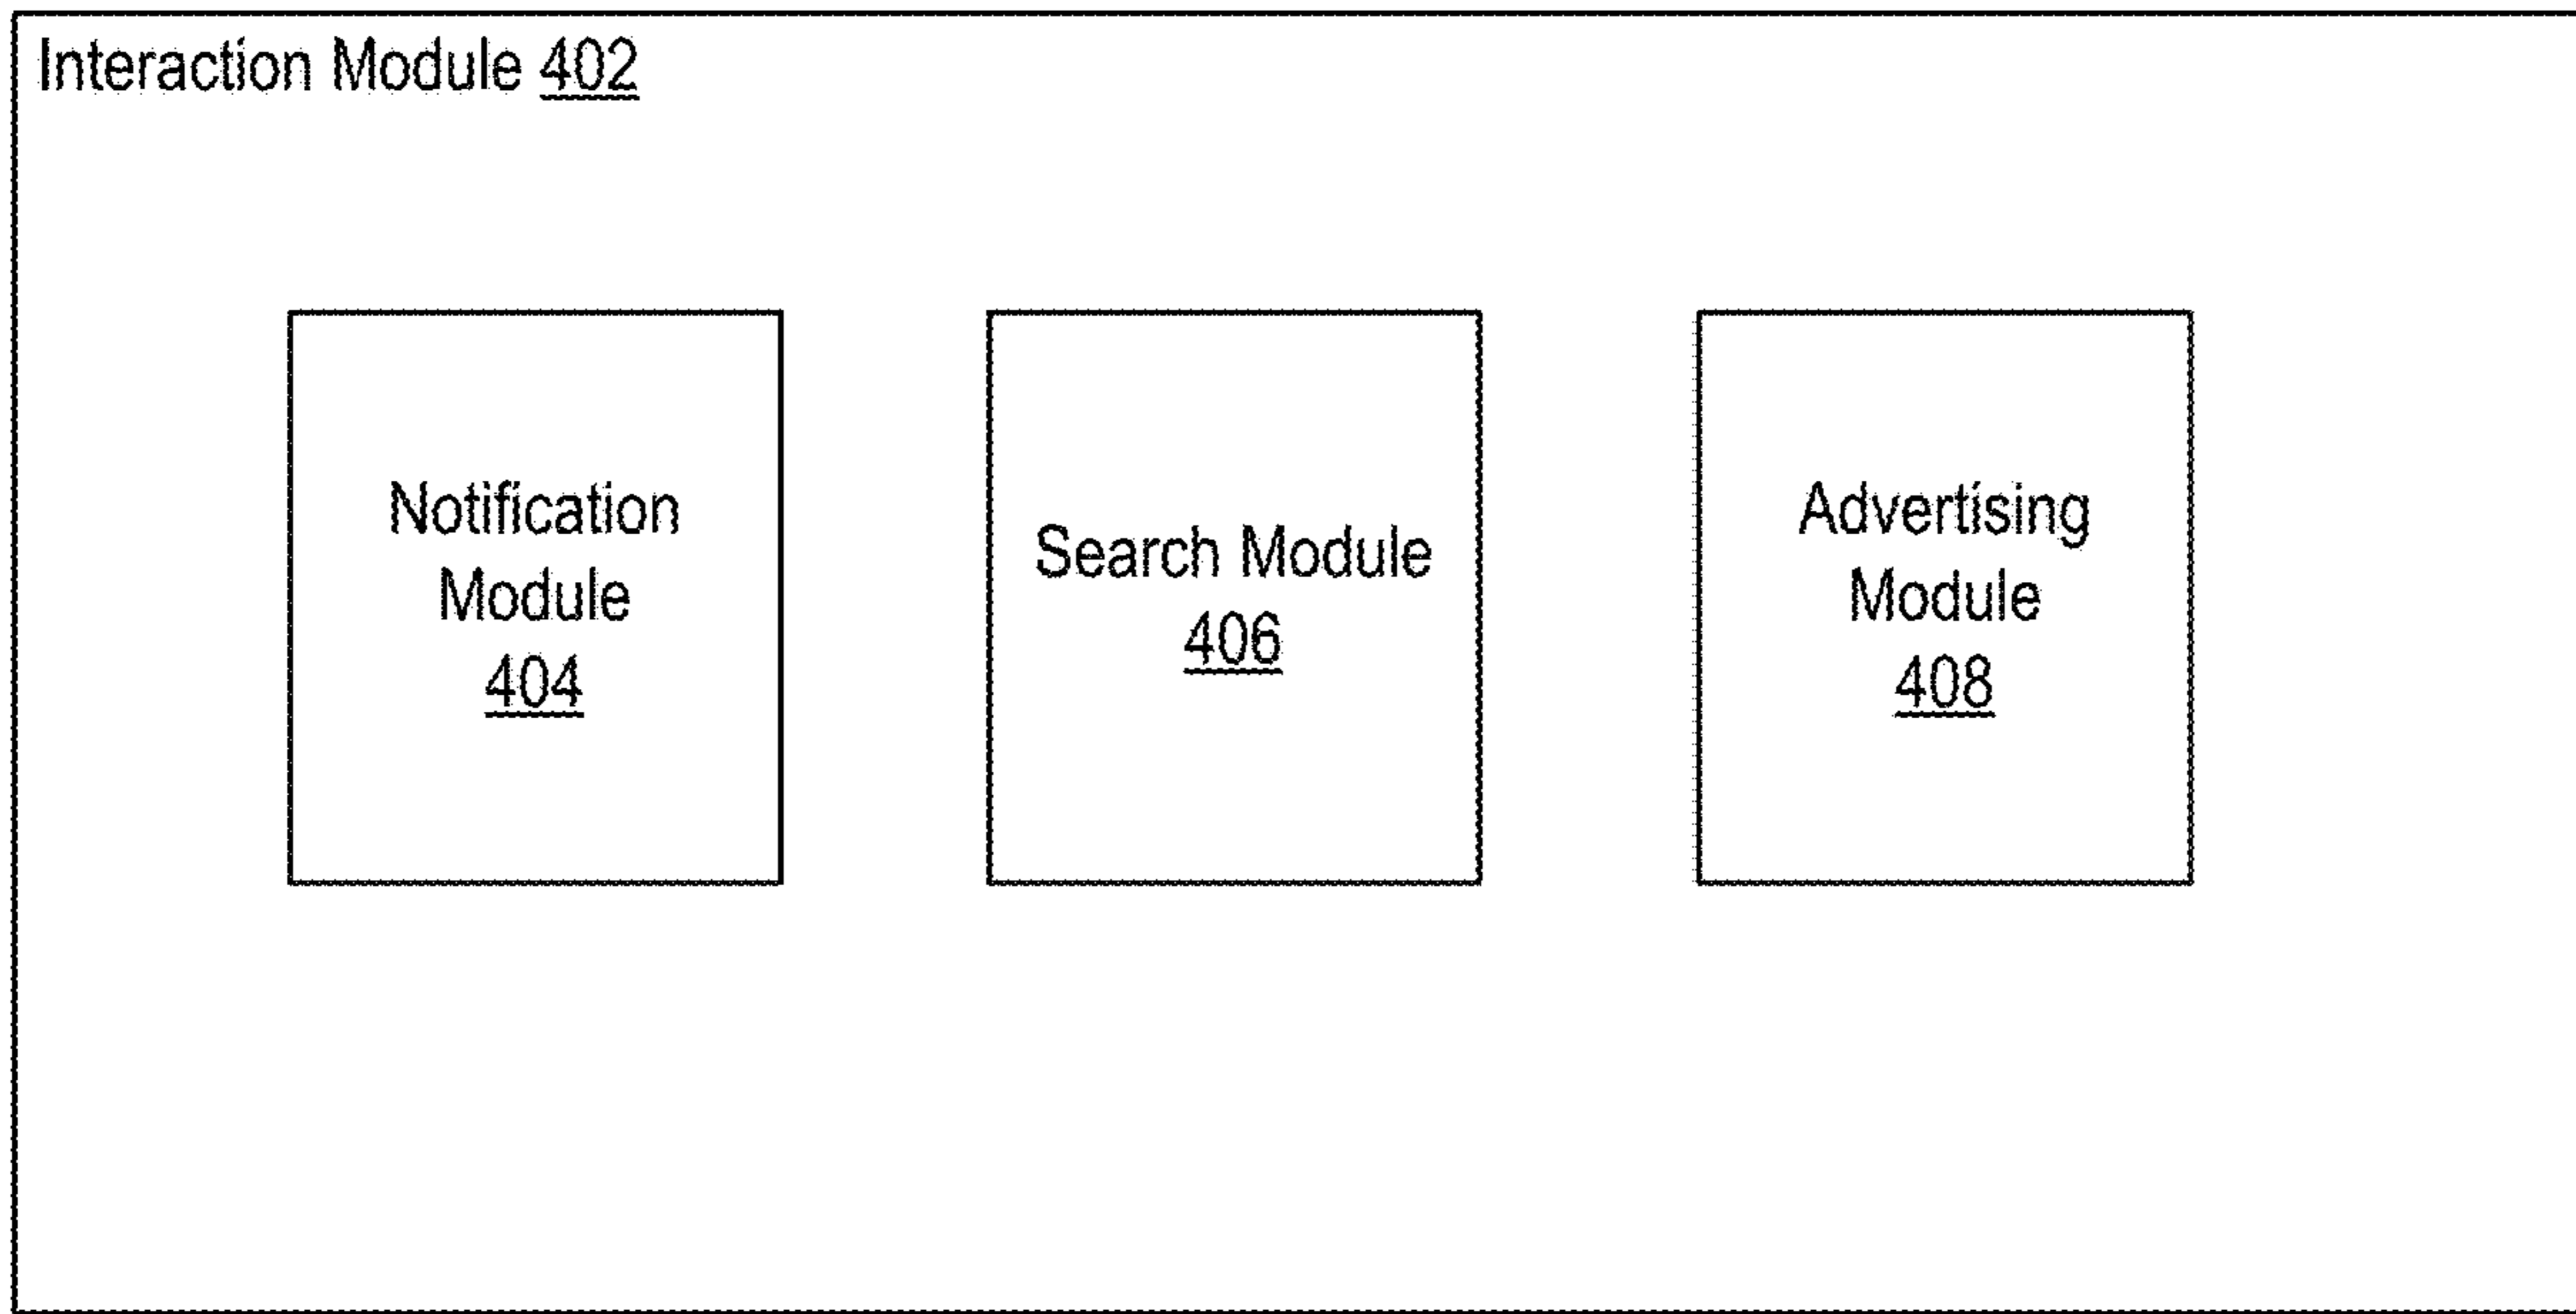 Interaction Module 402
Notification
Module
404
Search Module
406
Advertising
Module
408